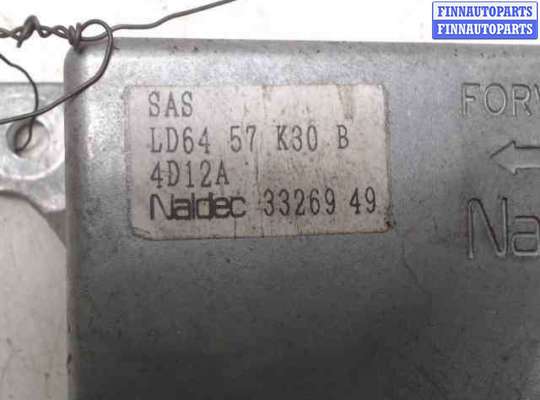 FINNAUTOPARTS
FINNAUTOPARTS
SAS
LD64 57 K30 B
4D12A
Naldec 33269 49
FORW
Na